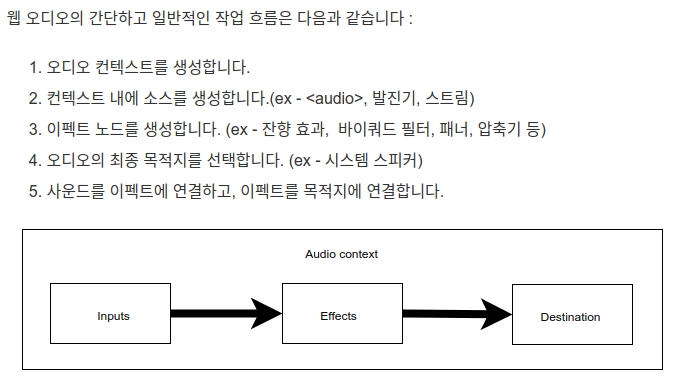 웹 오디오의 간단하고 일반적인 작업 흐름은 다음과 같습니다 :
1. 오디오 컨텍스트를 생성합니다.
2. 컨텍스트 내에 소스를 생성합니다.(ex - <audio>, 발진기, 스트림)
3. 이펙트 노드를 생성합니다. (ex - 잔향 효과,  바이쿼드 필터, 패너, 압축기 등)
4. 오디오의 최종 목적지를 선택합니다. (ex - 시스템 스피커)
5. 사운드를 이펙트에 연결하고, 이펙트를 목적지에 연결합니다.
Audio context
Inputs
Effects
Destination